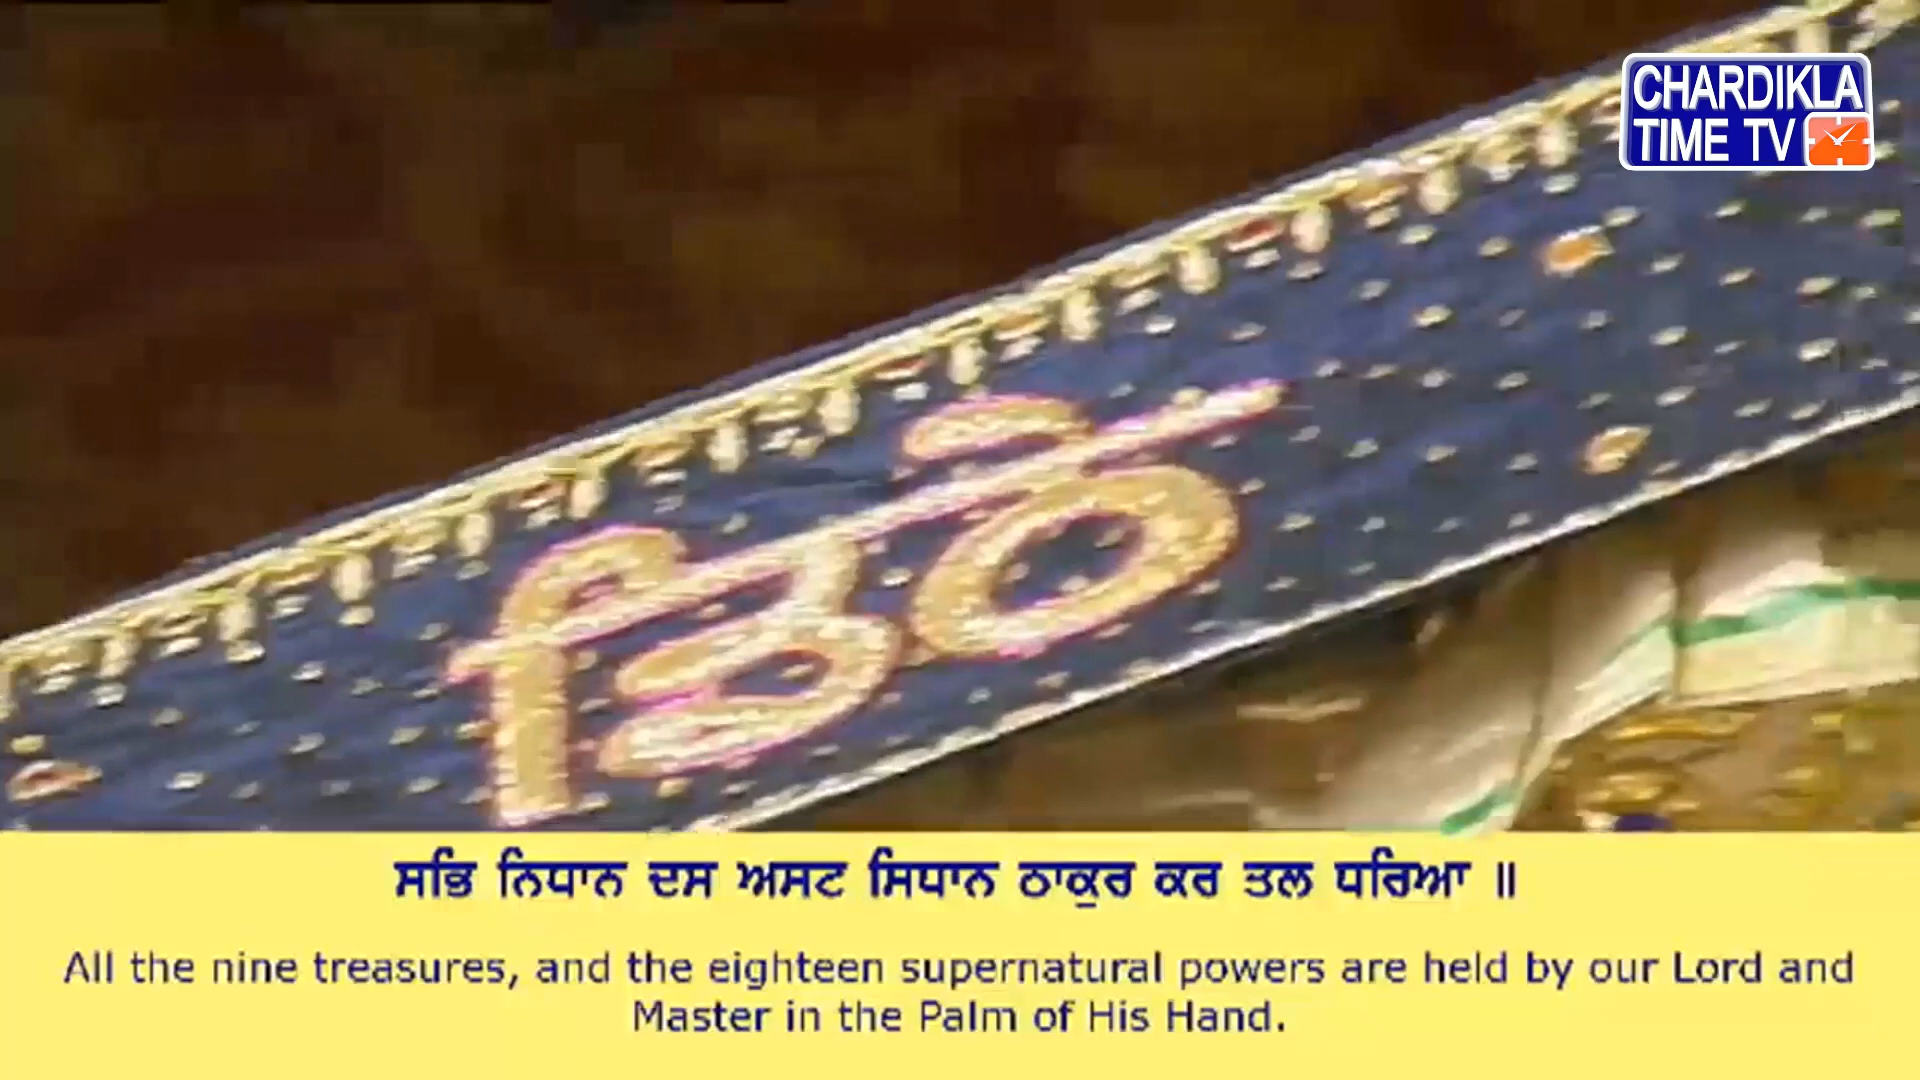 CHARDIKLA
TIME TV
ਸਭਿ ਨਿਧਾਨ ਦਸ ਅਸਟ ਸਿਧਾਨ ਠਾਕੁਰ ਕਰ ਤਲ ਧਰਿਆ ॥
All the nine treasures, and the eighteen supernatural powers are held by our Lord and
Master in the Palm of His Hand.